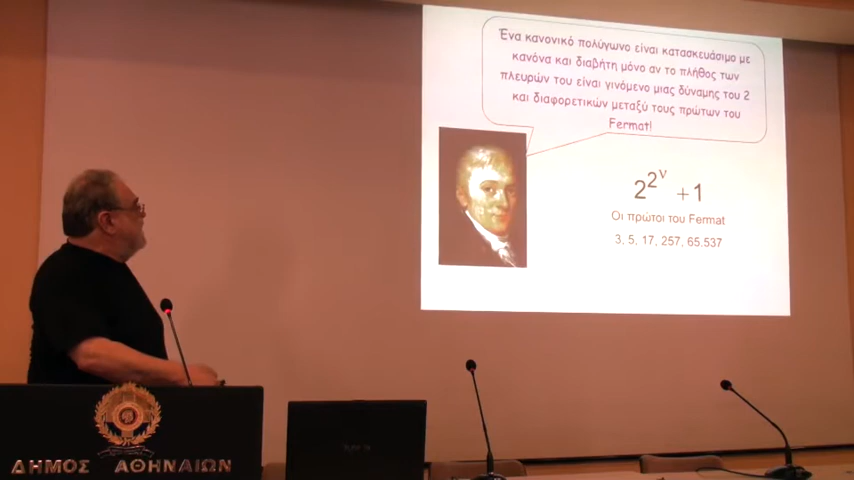 Ένα κανονικό πολύγωνο είναι κατασκευάσιμο με
κανόνα και διαβήτη μόνο αν το πλήθος των
πλευρών του είναι γινόμενο μιας δύναμης του 2
και διαφορετικών μεταξύ τους πρώτων του
Fermat!
2^2^ν +1
Οι πρώτοι του Fermat
3, 5, 17, 257, 65.537
ΔΗΜΟΣ ΑΘΗΝΑΙΩΝ